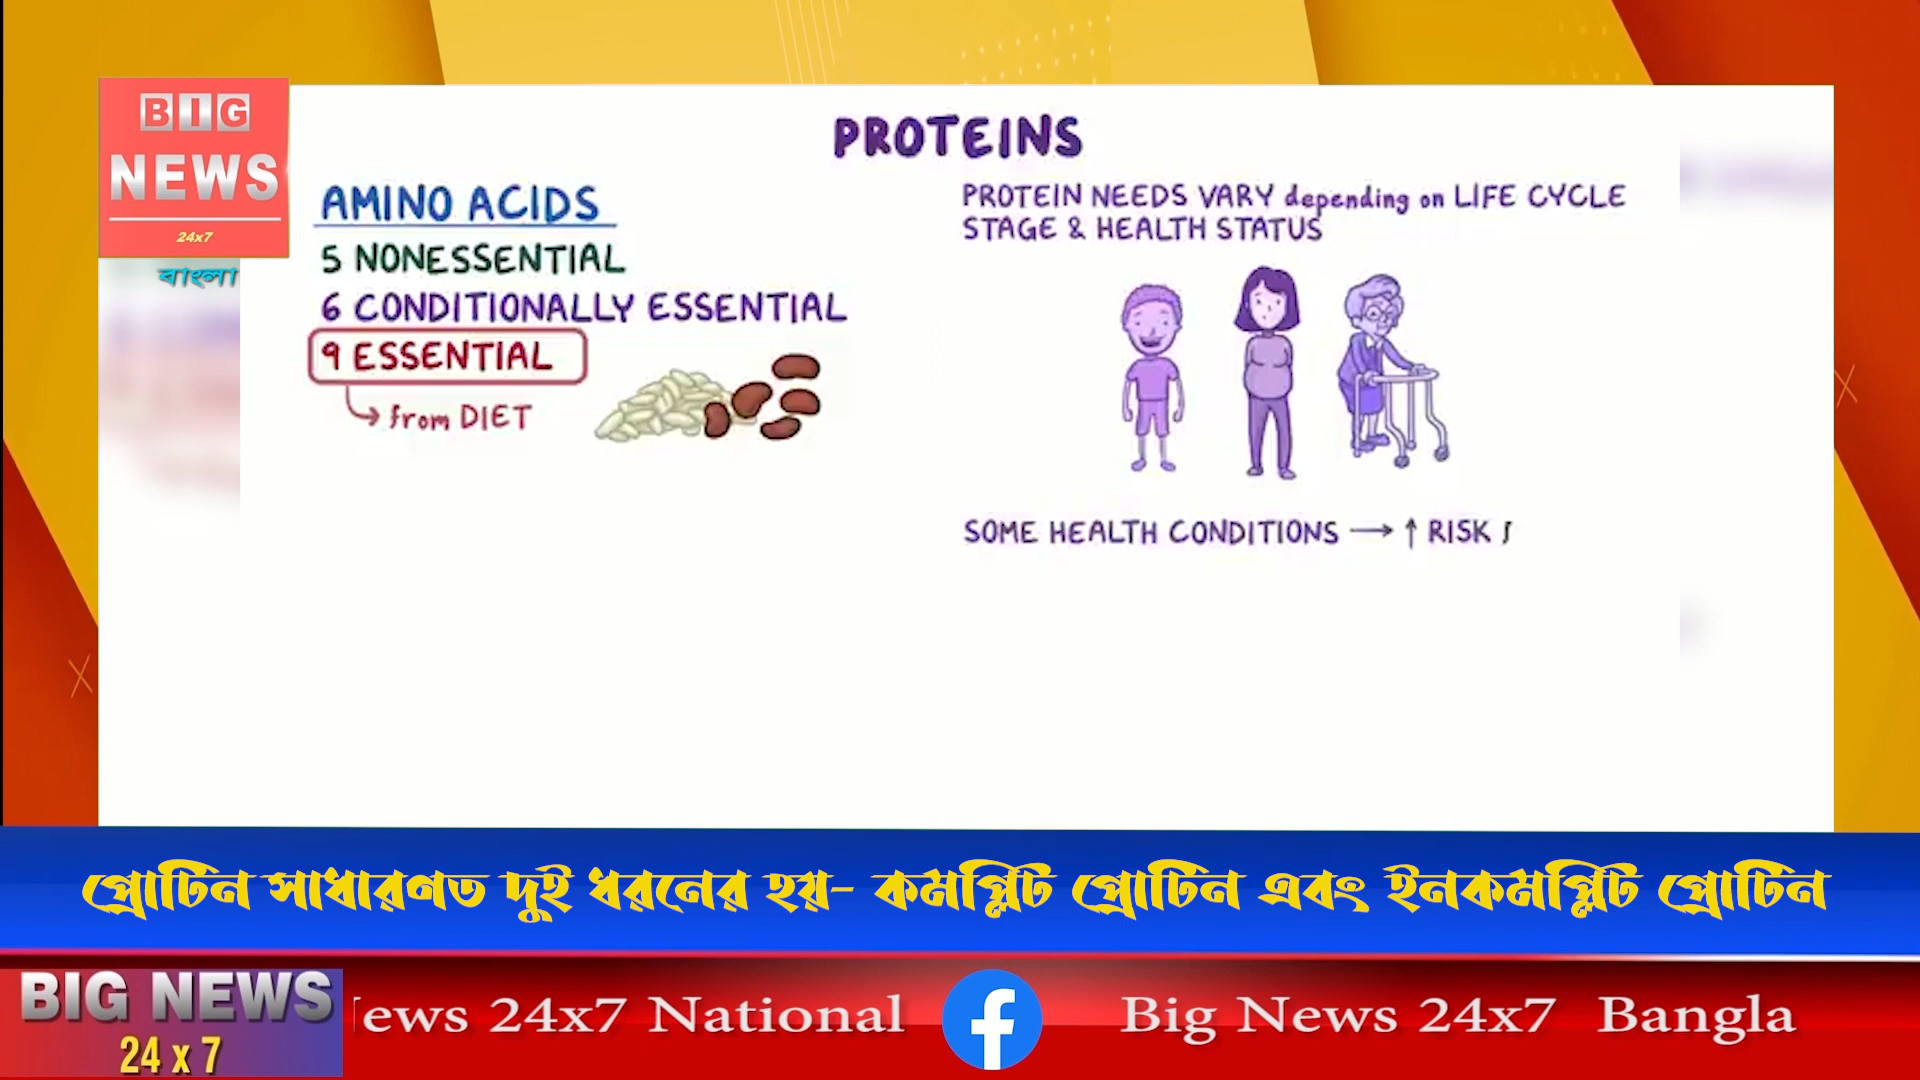 BIG
NEWS
24x7
বাংলা
PROTEINS
AMINO ACIDS
5 NONESSENTIAL
6 CONDITIONALLY ESSENTIAL
9 ESSENTIAL
from DIET
PROTEIN NEEDS VARY depending on LIFE CYCLE
STAGE & HEALTH STATUS
SOME HEALTH CONDITIONS → ↑ RISK
প্রোটিন সাধারণত দুই ধরনের হয়- কমপ্লিট প্রোটিন এবং ইনকমপ্লিট প্রোটিন
BIG NEWS
24 x 7
ews 24x7 National
Big News 24x7 Bangla